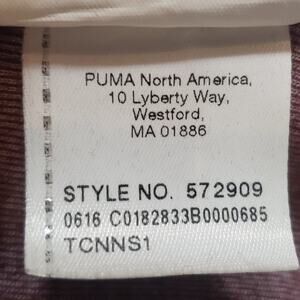 PUMA North America,
10 Lyberty Way,
Westford,
MA 01886
STYLE NO. 572909
0616 C0182833B0000685
TCNNS1